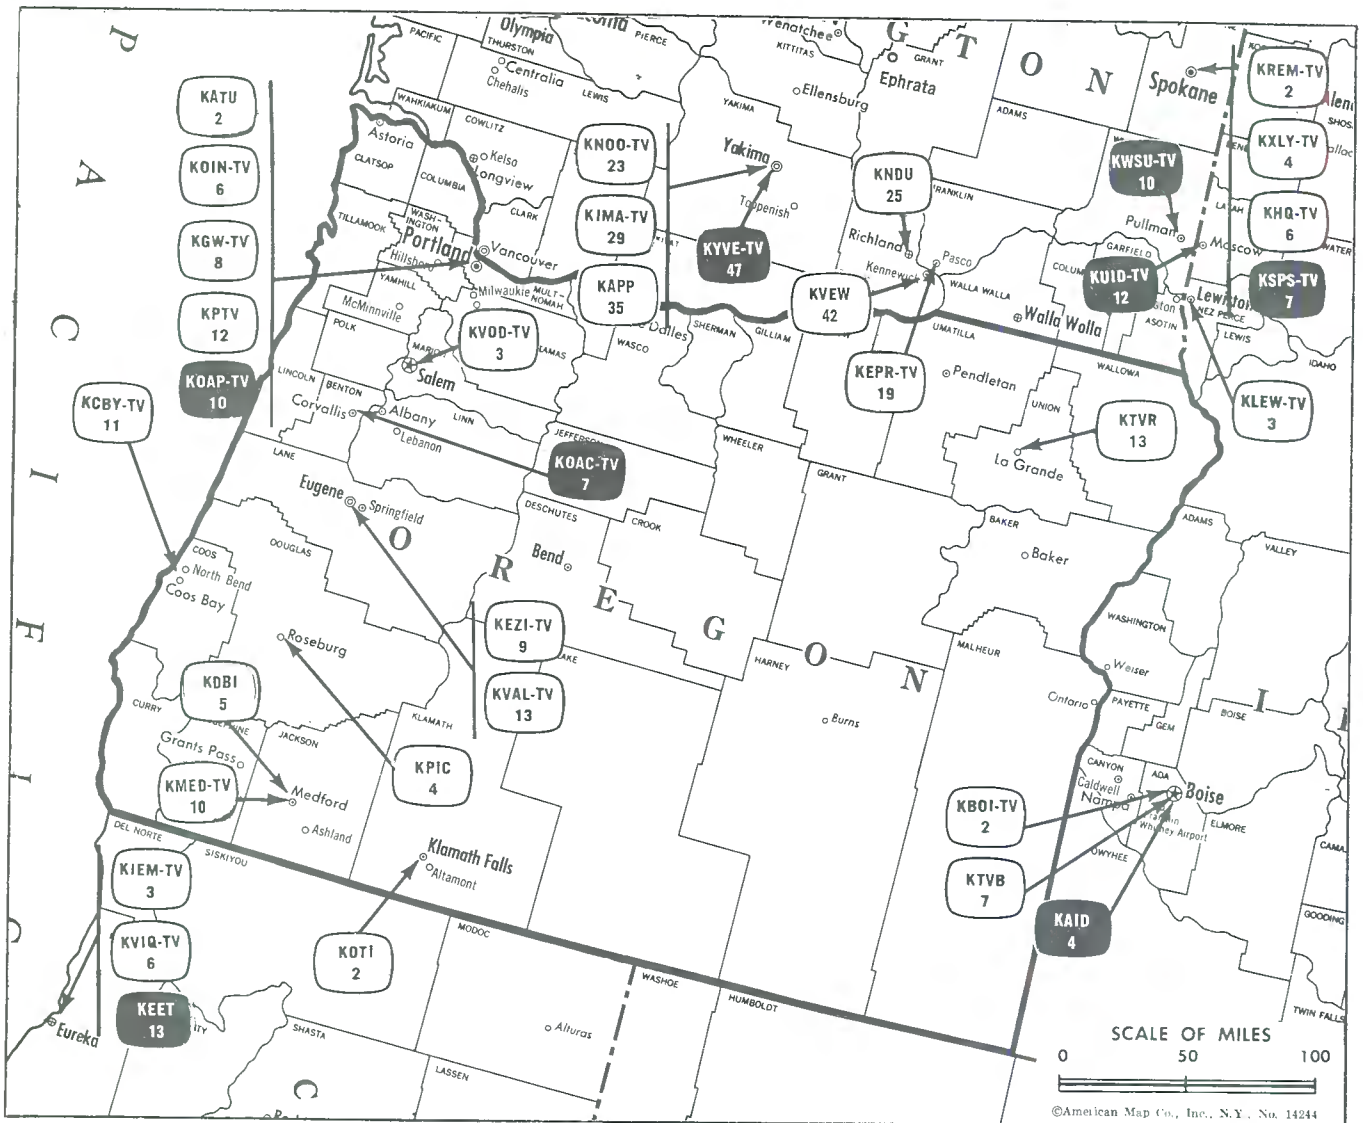 PACIFIC
Olympia
THURSTON
PIERCE
Wenatchee
KITTITAS
G T O N
GRANT
Ephrata
Centralia
Chehalis
LEWIS
Ellensburg
YAKIMA
ADAMS
Spokane
KREM-TV
2
KATU
2
WAHKIAKUM
COWLITZ
Astoria
CLATSOP
Kelso
Longview
COLUMBIA
KNDO-TV
23
Yakima
KNDU
25
FRANKLIN
KWSU-TV
10
KXLY-TV
4
P A C I F I C
KOIN-TV
6
TILLAMOOK
WASH-
INGTON
CLARK
KIMA-TV
29
Toppenish
KYVE-TV
47
LATAH
Pullman
Moscow
KHQ-TV
6
KGW-TV
8
Portland
Vancouver
Hillsboro
YAMHILL
Milwaukie
MULT-
NOMAH
McMinnville
KAPP
35
Richland
Pasco
Kennewick
KVEW
42
WALLA WALLA
Walla Walla
GARFIELD
COLUM
KUID-TV
12
Lewiston
NEZ PERCE
ASOTIN
LEWIS
IDAHO
KSPS-TV
7
KPTV
12
POLK
KVOD-TV
3
Salem
Dalles
WASCO
SHERMAN
GILLIAM
UMATILLA
KEPR-TV
19
Pendletan
WALLOWA
KLEW-TV
3
KOAP-TV
10
LINCOLN
BENTON
Corvallis
Albany
LINN
Lebanon
KCBY-TV
11
LANE
JEFFERSON
KOAC-TV
7
WHEELER
UNION
KTVR
13
La Grande
GRANT
Eugene
Springfield
DESCHUTES
CROOK
BAKER
Baker
ADAMS
VALLEY
O R E G O N
COOS
North Bend
Coos Bay
DOUGLAS
Bend
WASHINGTON
Roseburg
KEZI-TV
9
LAKE
KVAL-TV
13
HARNEY
MALHEUR
Weiser
Ontario
PAYETTE
GEM
BOISE
I
KDBI
5
CURRY
Grants Pass
JACKSON
KLAMATH
Burns
KMED-TV
10
Medford
Ashland
KPIC
4
CANYON
Caldwell
Nampa
ADA
Boise
Whitney Airport
ELMORE
OWYHEE
KBOI-TV
2
KTVB
7
KAID
4
DEL NORTE
SISKIYOU
Klamath Falls
Altamont
KIEM-TV
3
KVIQ-TV
6
KEET
13
Eureka
KOTI
2
MODOC
WASHOE
HUMBOLDT
GOODING
TWIN FALLS
SHASTA
LASSEN
Alturas
C
SCALE OF MILES
0 50 100
©American Map Co., Inc., N.Y., No. 14244